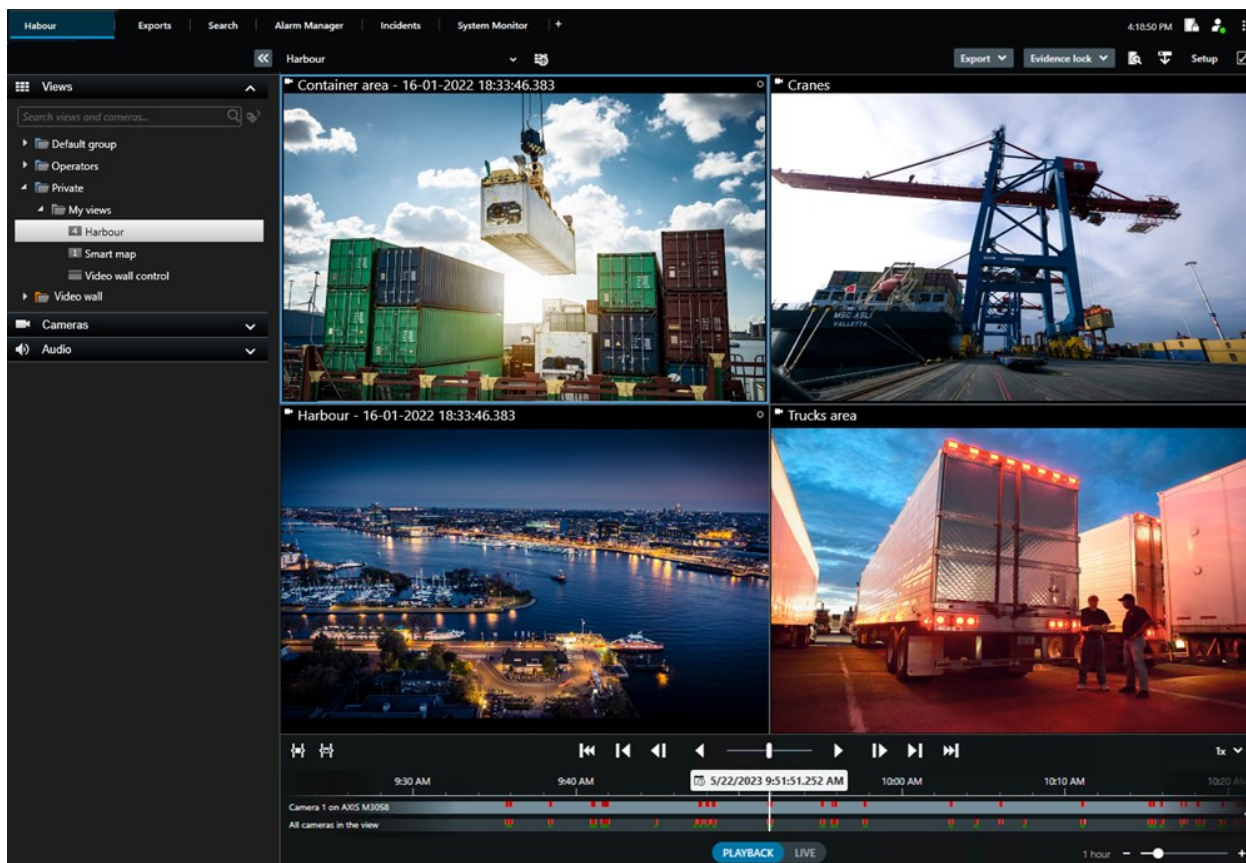 Habour
Exports
Search
Alarm Manager
Incidents
System Monitor
+
4:18:50 PM
Harbour
Export
Evidence lock
Setup
Views
Search views and cameras...
Default group
Operators
Private
My views
4 Harbour
1 Smart map
Video wall control
Video wall
Cameras
Audio
Container area - 16-01-2022 18:33:46.383
Cranes
MSC ASLI
VALLETTA
Harbour - 16-01-2022 18:33:46.383
Trucks area
1x
9:30 AM
9:40 AM
5/22/2023 9:51:51.252 AM
10:00 AM
10:10 AM
10:20 AM
Camera 1 on AXIS M3058
All cameras in the view
PLAYBACK
LIVE
1 hour - +